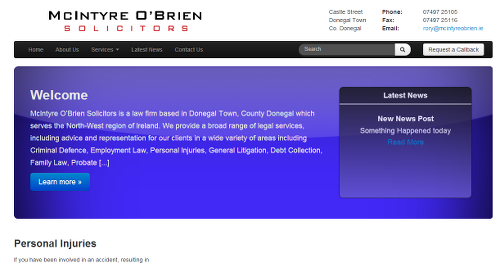 McIntyre O'Brien
SOLICITORS
Castle Street
Donegal Town
Co. Donegal
Phone: 07497 25105
Fax: 07497 25116
Email: rory@mcintyreobrien.ie
Home About Us Services Latest News Contact Us Search Request a Callback
Welcome
McIntyre O'Brien Solicitors is a law firm based in Donegal Town, County Donegal which
serves the North-West region of Ireland. We provide a broad range of legal services,
including advice and representation for our clients in a wide variety of areas including
Criminal Defence, Employment Law, Personal Injuries, General Litigation, Debt Collection,
Family Law, Probate [...]
Learn more »
Latest News
New News Post
Something Happened today
Read More
Personal Injuries
If you have been involved in an accident, resulting in